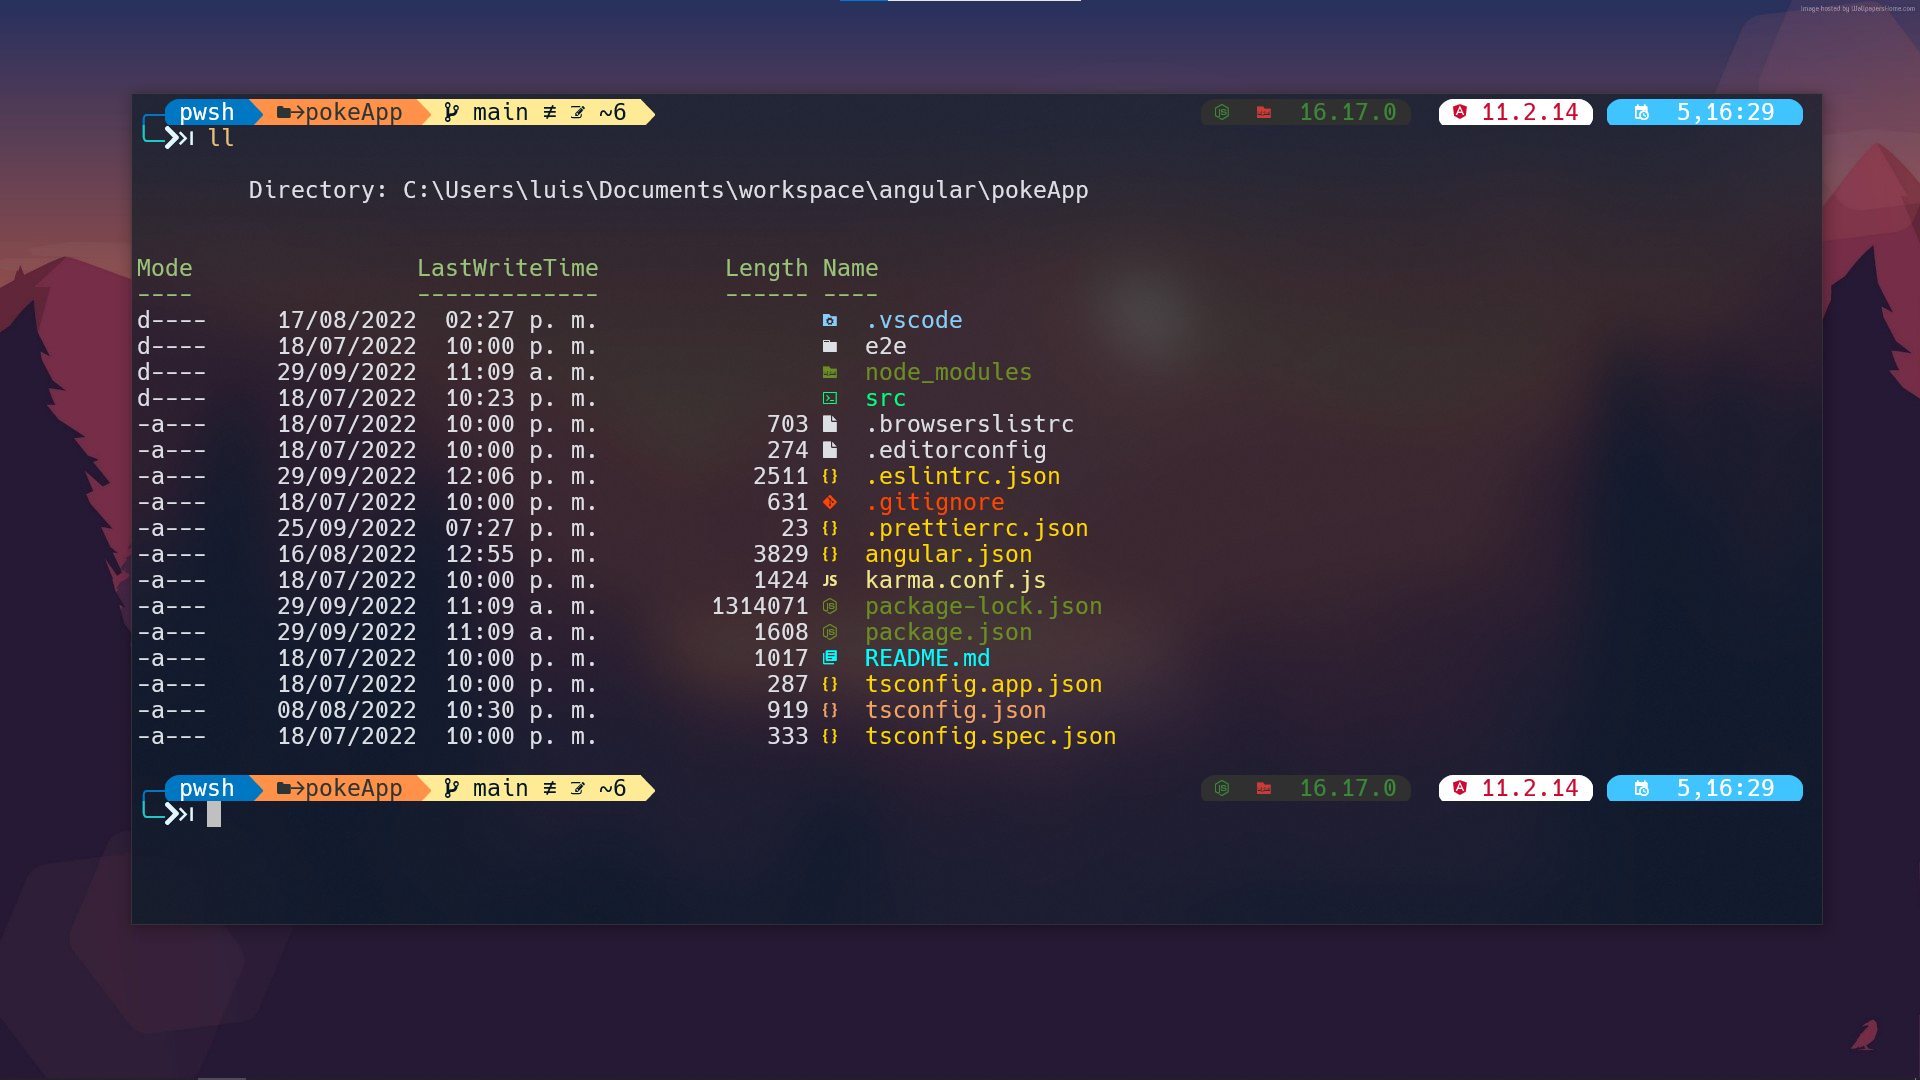 Image hosted by WallpapersHome.com
pwsh pokeApp main ≢ ~6 16.17.0 11.2.14 5,16:29
ll
Directory: C:\Users\luis\Documents\workspace\angular\pokeApp
Mode LastWriteTime Length Name
---- ------------- ------ ----
d---- 17/08/2022 02:27 p. m. .vscode
d---- 18/07/2022 10:00 p. m. e2e
d---- 29/09/2022 11:09 a. m. node_modules
d---- 18/07/2022 10:23 p. m. src
-a--- 18/07/2022 10:00 p. m. 703 .browserslistrc
-a--- 18/07/2022 10:00 p. m. 274 .editorconfig
-a--- 29/09/2022 12:06 p. m. 2511 {} .eslintrc.json
-a--- 18/07/2022 10:00 p. m. 631 .gitignore
-a--- 25/09/2022 07:27 p. m. 23 {} .prettierrc.json
-a--- 16/08/2022 12:55 p. m. 3829 {} angular.json
-a--- 18/07/2022 10:00 p. m. 1424 JS karma.conf.js
-a--- 29/09/2022 11:09 a. m. 1314071 package-lock.json
-a--- 29/09/2022 11:09 a. m. 1608 package.json
-a--- 18/07/2022 10:00 p. m. 1017 README.md
-a--- 18/07/2022 10:00 p. m. 287 {} tsconfig.app.json
-a--- 08/08/2022 10:30 p. m. 919 {} tsconfig.json
-a--- 18/07/2022 10:00 p. m. 333 {} tsconfig.spec.json
pwsh pokeApp main ≢ ~6 16.17.0 11.2.14 5,16:29